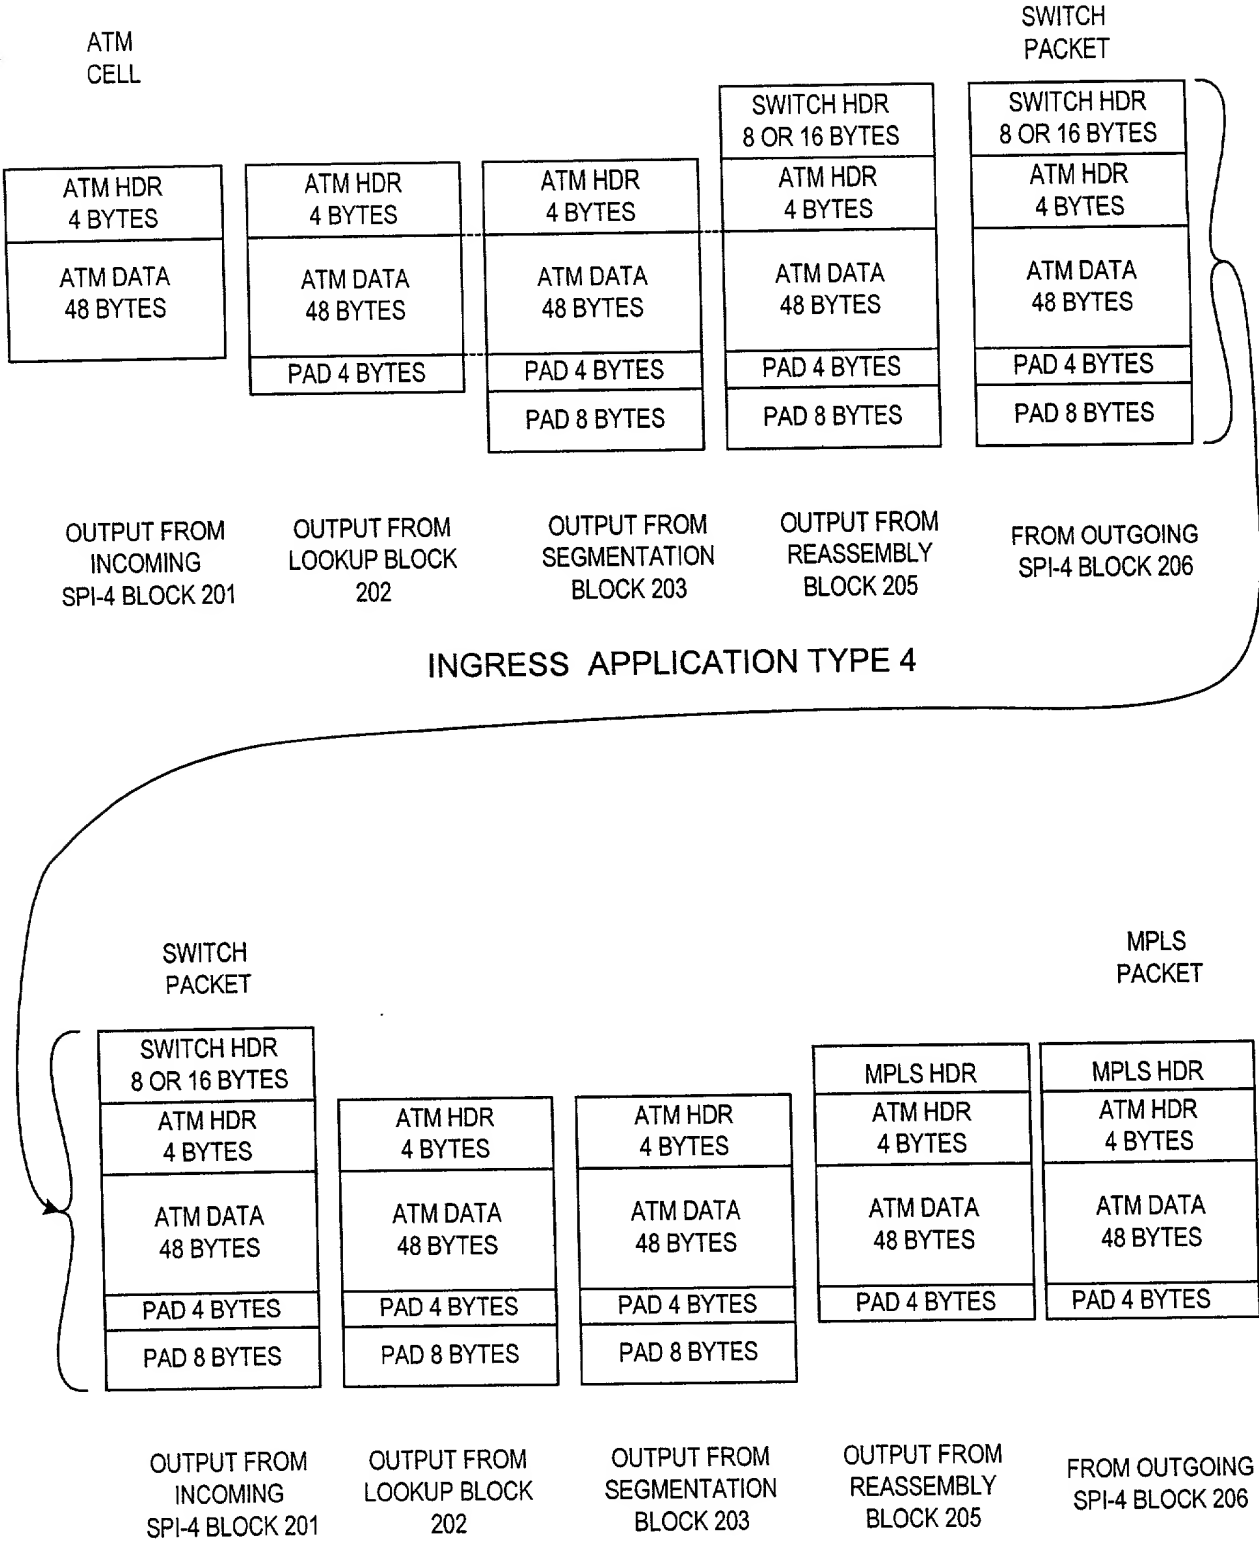 ATM
CELL
SWITCH
PACKET
ATM HDR
4 BYTES
ATM DATA
48 BYTES
ATM HDR
4 BYTES
ATM DATA
48 BYTES
PAD 4 BYTES
ATM HDR
4 BYTES
ATM DATA
48 BYTES
PAD 4 BYTES
PAD 8 BYTES
SWITCH HDR
8 OR 16 BYTES
ATM HDR
4 BYTES
ATM DATA
48 BYTES
PAD 4 BYTES
PAD 8 BYTES
SWITCH HDR
8 OR 16 BYTES
ATM HDR
4 BYTES
ATM DATA
48 BYTES
PAD 4 BYTES
PAD 8 BYTES
OUTPUT FROM
INCOMING
SPI-4 BLOCK 201
OUTPUT FROM
LOOKUP BLOCK
202
OUTPUT FROM
SEGMENTATION
BLOCK 203
OUTPUT FROM
REASSEMBLY
BLOCK 205
FROM OUTGOING
SPI-4 BLOCK 206
INGRESS APPLICATION TYPE 4
SWITCH
PACKET
MPLS
PACKET
SWITCH HDR
8 OR 16 BYTES
ATM HDR
4 BYTES
ATM DATA
48 BYTES
PAD 4 BYTES
PAD 8 BYTES
ATM HDR
4 BYTES
ATM DATA
48 BYTES
PAD 4 BYTES
PAD 8 BYTES
ATM HDR
4 BYTES
ATM DATA
48 BYTES
PAD 4 BYTES
PAD 8 BYTES
MPLS HDR
ATM HDR
4 BYTES
ATM DATA
48 BYTES
PAD 4 BYTES
MPLS HDR
ATM HDR
4 BYTES
ATM DATA
48 BYTES
PAD 4 BYTES
OUTPUT FROM
INCOMING
SPI-4 BLOCK 201
OUTPUT FROM
LOOKUP BLOCK
202
OUTPUT FROM
SEGMENTATION
BLOCK 203
OUTPUT FROM
REASSEMBLY
BLOCK 205
FROM OUTGOING
SPI-4 BLOCK 206